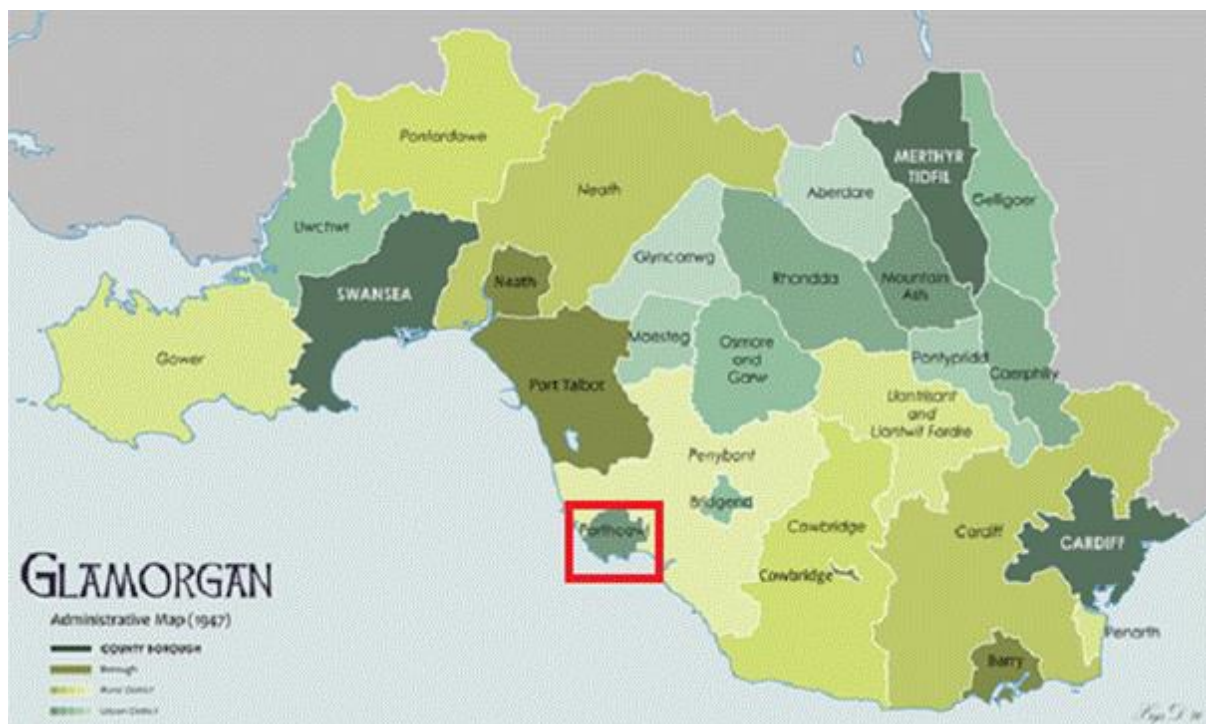 Pontardawe
Neath
Aberdare
MERTHYR
TIDFIL
Gelligaer
Llwchwr
SWANSEA
Neath
Glyncorrwg
Rhondda
Mountain
Ash
Gower
Maesteg
Port Talbot
Ogmore
and
Garw
Pontypridd
Caerphilly
Llantrisant
and
Llantwit Fardre
Penybont
Bridgend
Porthcawl
Cowbridge
Cardiff
CARDIFF
Cowbridge
Penarth
Barry
GLAMORGAN
Administrative Map (1947)
COUNTY BOROUGH
Borough
Rural District
Urban District